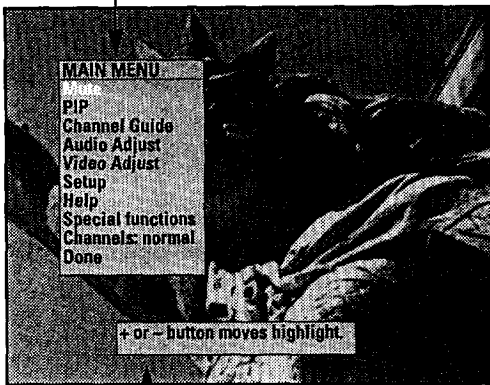 MAIN MENU
Mute
PIP
Channel Guide
Audio Adjust
Video Adjust
Setup
Help
Special functions
Channels: normal
Done
+ or – button moves highlight.